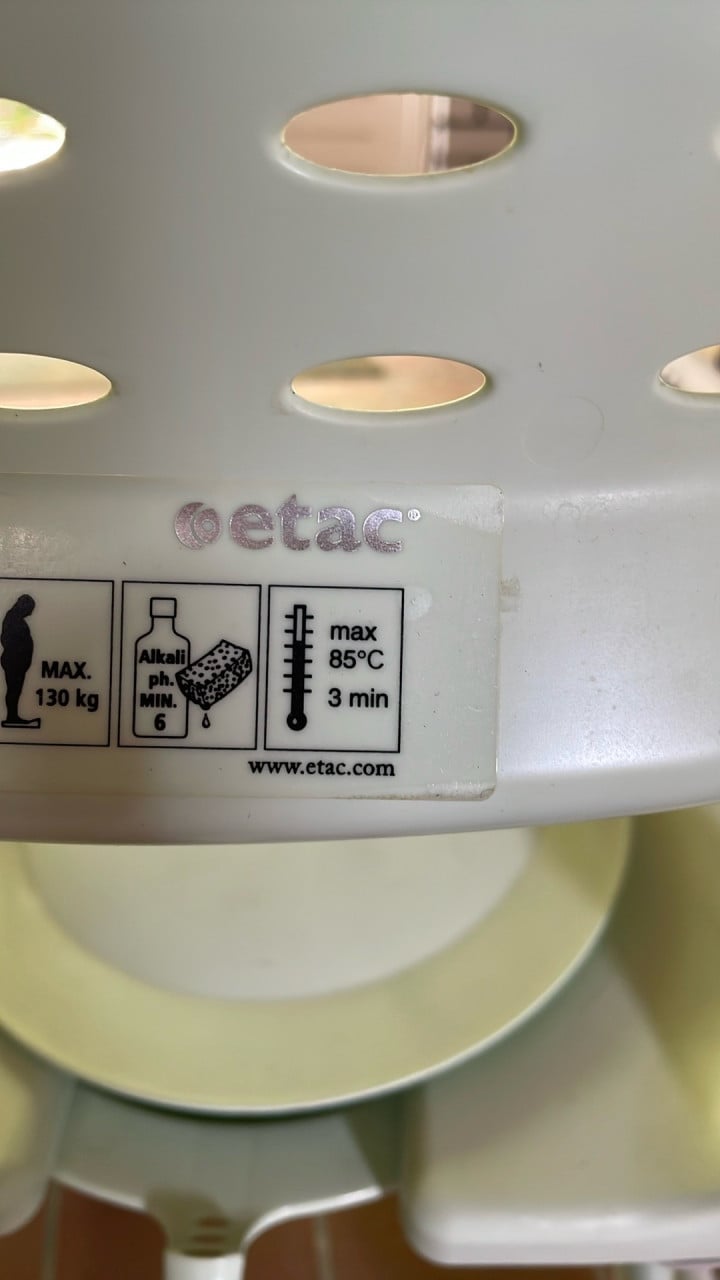 etac®
MAX.
130 kg
Alkali
ph.
MIN.
6
max
85°C
3 min
www.etac.com